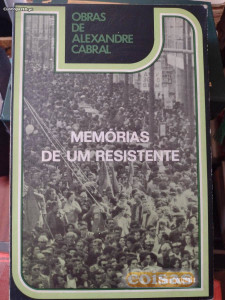 OBRAS
DE
ALEXANDRE
CABRAL
MEMÓRIAS
DE UM RESISTENTE